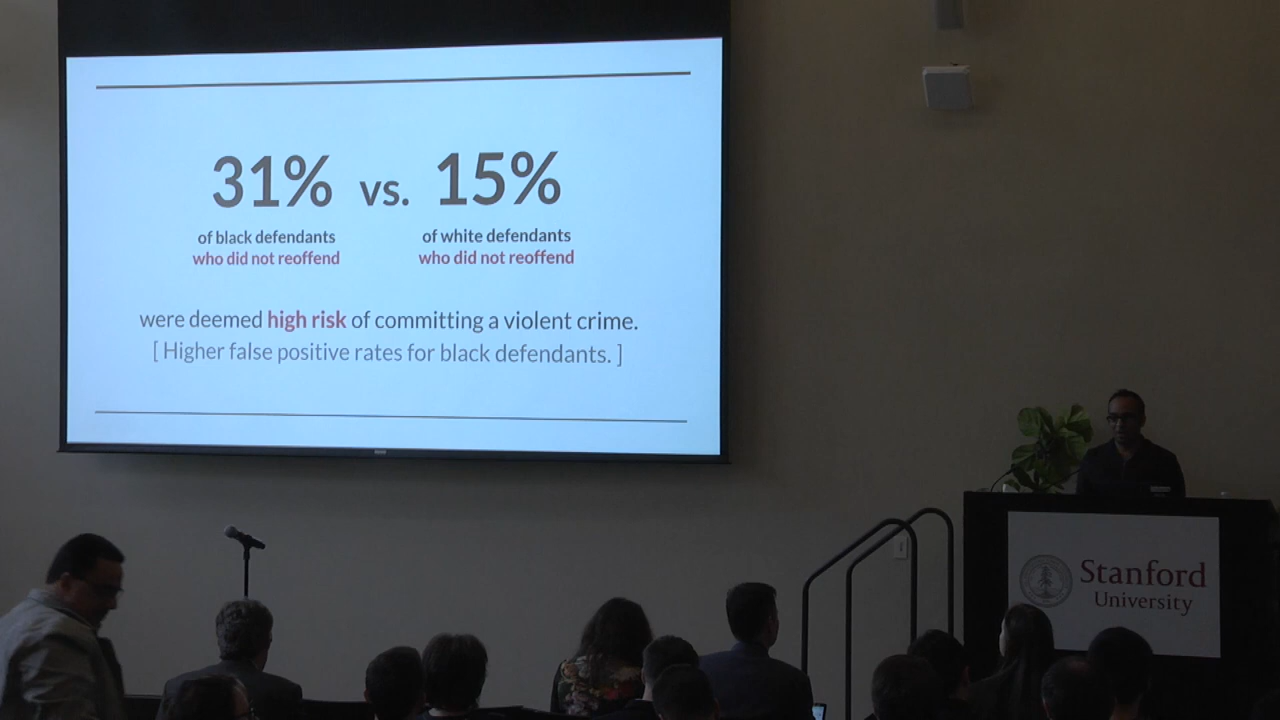 31% vs. 15%
of black defendants of white defendants
who did not reoffend who did not reoffend
were deemed high risk of committing a violent crime.
[ Higher false positive rates for black defendants. ]
Stanford
University